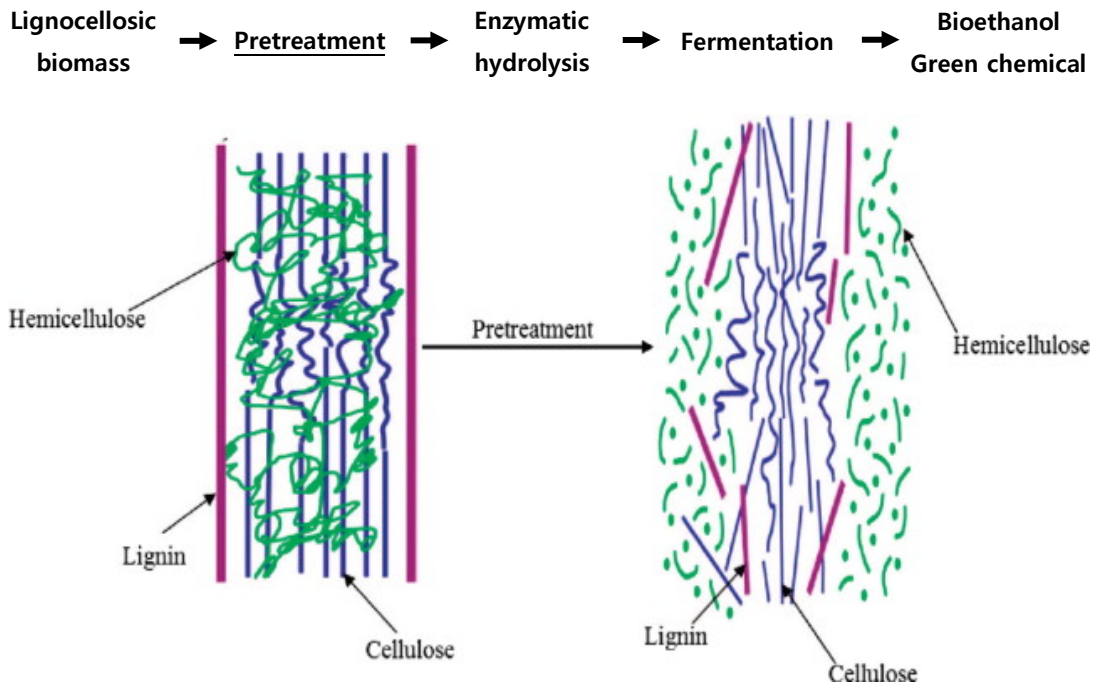 Lignocellosic
biomass
Pretreatment
Enzymatic
hydrolysis
Fermentation
Bioethanol
Green chemical
Hemicellulose
Pretreatment
Hemicellulose
Lignin
Cellulose
Lignin
Cellulose